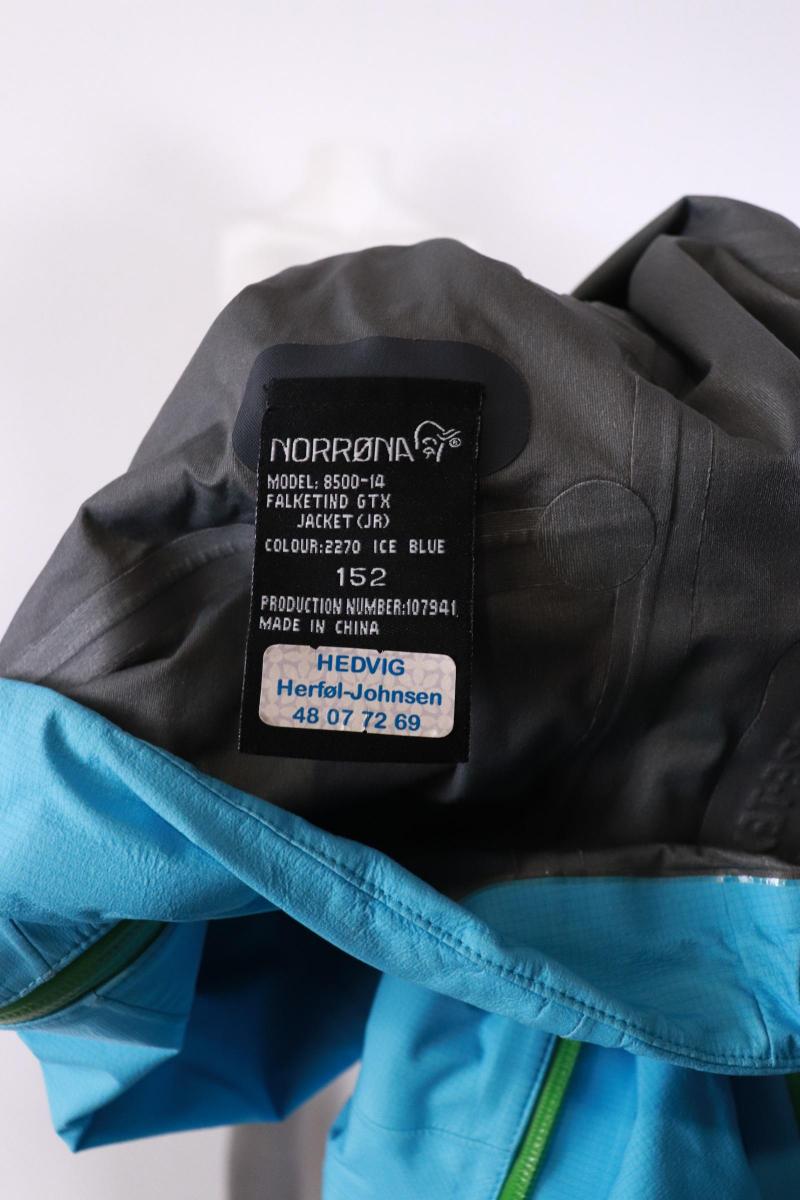 NORRØNA ®
MODEL: 8500-14
FALKETIND GTX
JACKET (JR)
COLOUR:2270 ICE BLUE
152
PRODUCTION NUMBER:107941
MADE IN CHINA
HEDVIG
Herføl-Johnsen
48 07 72 69